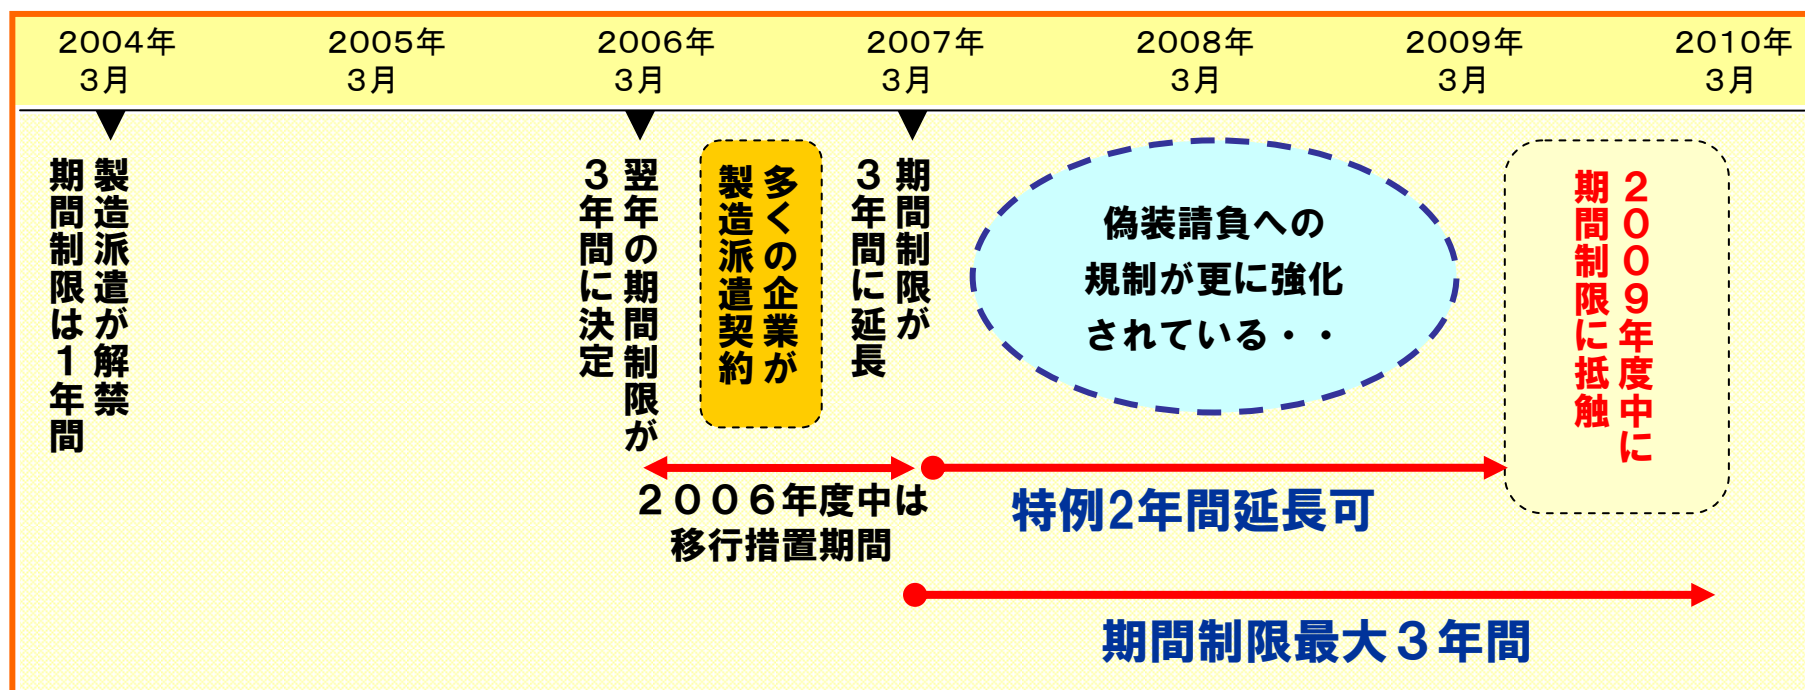 2004年
3月
2005年
3月
2006年
3月
2007年
3月
2008年
3月
2009年
3月
2010年
3月
製造派遣が解禁
期間制限は1年間
翌年の期間制限が
3年間に決定
多くの企業が
製造派遣契約
期間制限が
3年間に延長
偽装請負への
規制が更に強化
されている・・
2009年度中に
期間制限に抵触
2006年度中は
移行措置期間
特例2年間延長可
期間制限最大3年間